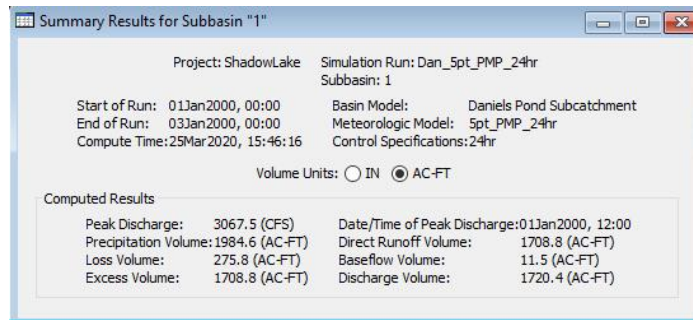 Summary Results for Subbasin "1"
Project: ShadowLake Simulation Run: Dan_5pt_PMP_24hr
Subbasin: 1
Start of Run: 01Jan2000, 00:00 Basin Model: Daniels Pond Subcatchment
End of Run: 03Jan2000, 00:00 Meteorologic Model: 5pt_PMP_24hr
Compute Time:25Mar2020, 15:46:16 Control Specifications:24hr
Volume Units: IN AC-FT
Computed Results
Peak Discharge: 3067.5 (CFS) Date/Time of Peak Discharge:01Jan2000, 12:00
Precipitation Volume:1984.6 (AC-FT) Direct Runoff Volume: 1708.8 (AC-FT)
Loss Volume: 275.8 (AC-FT) Baseflow Volume: 11.5 (AC-FT)
Excess Volume: 1708.8 (AC-FT) Discharge Volume: 1720.4 (AC-FT)